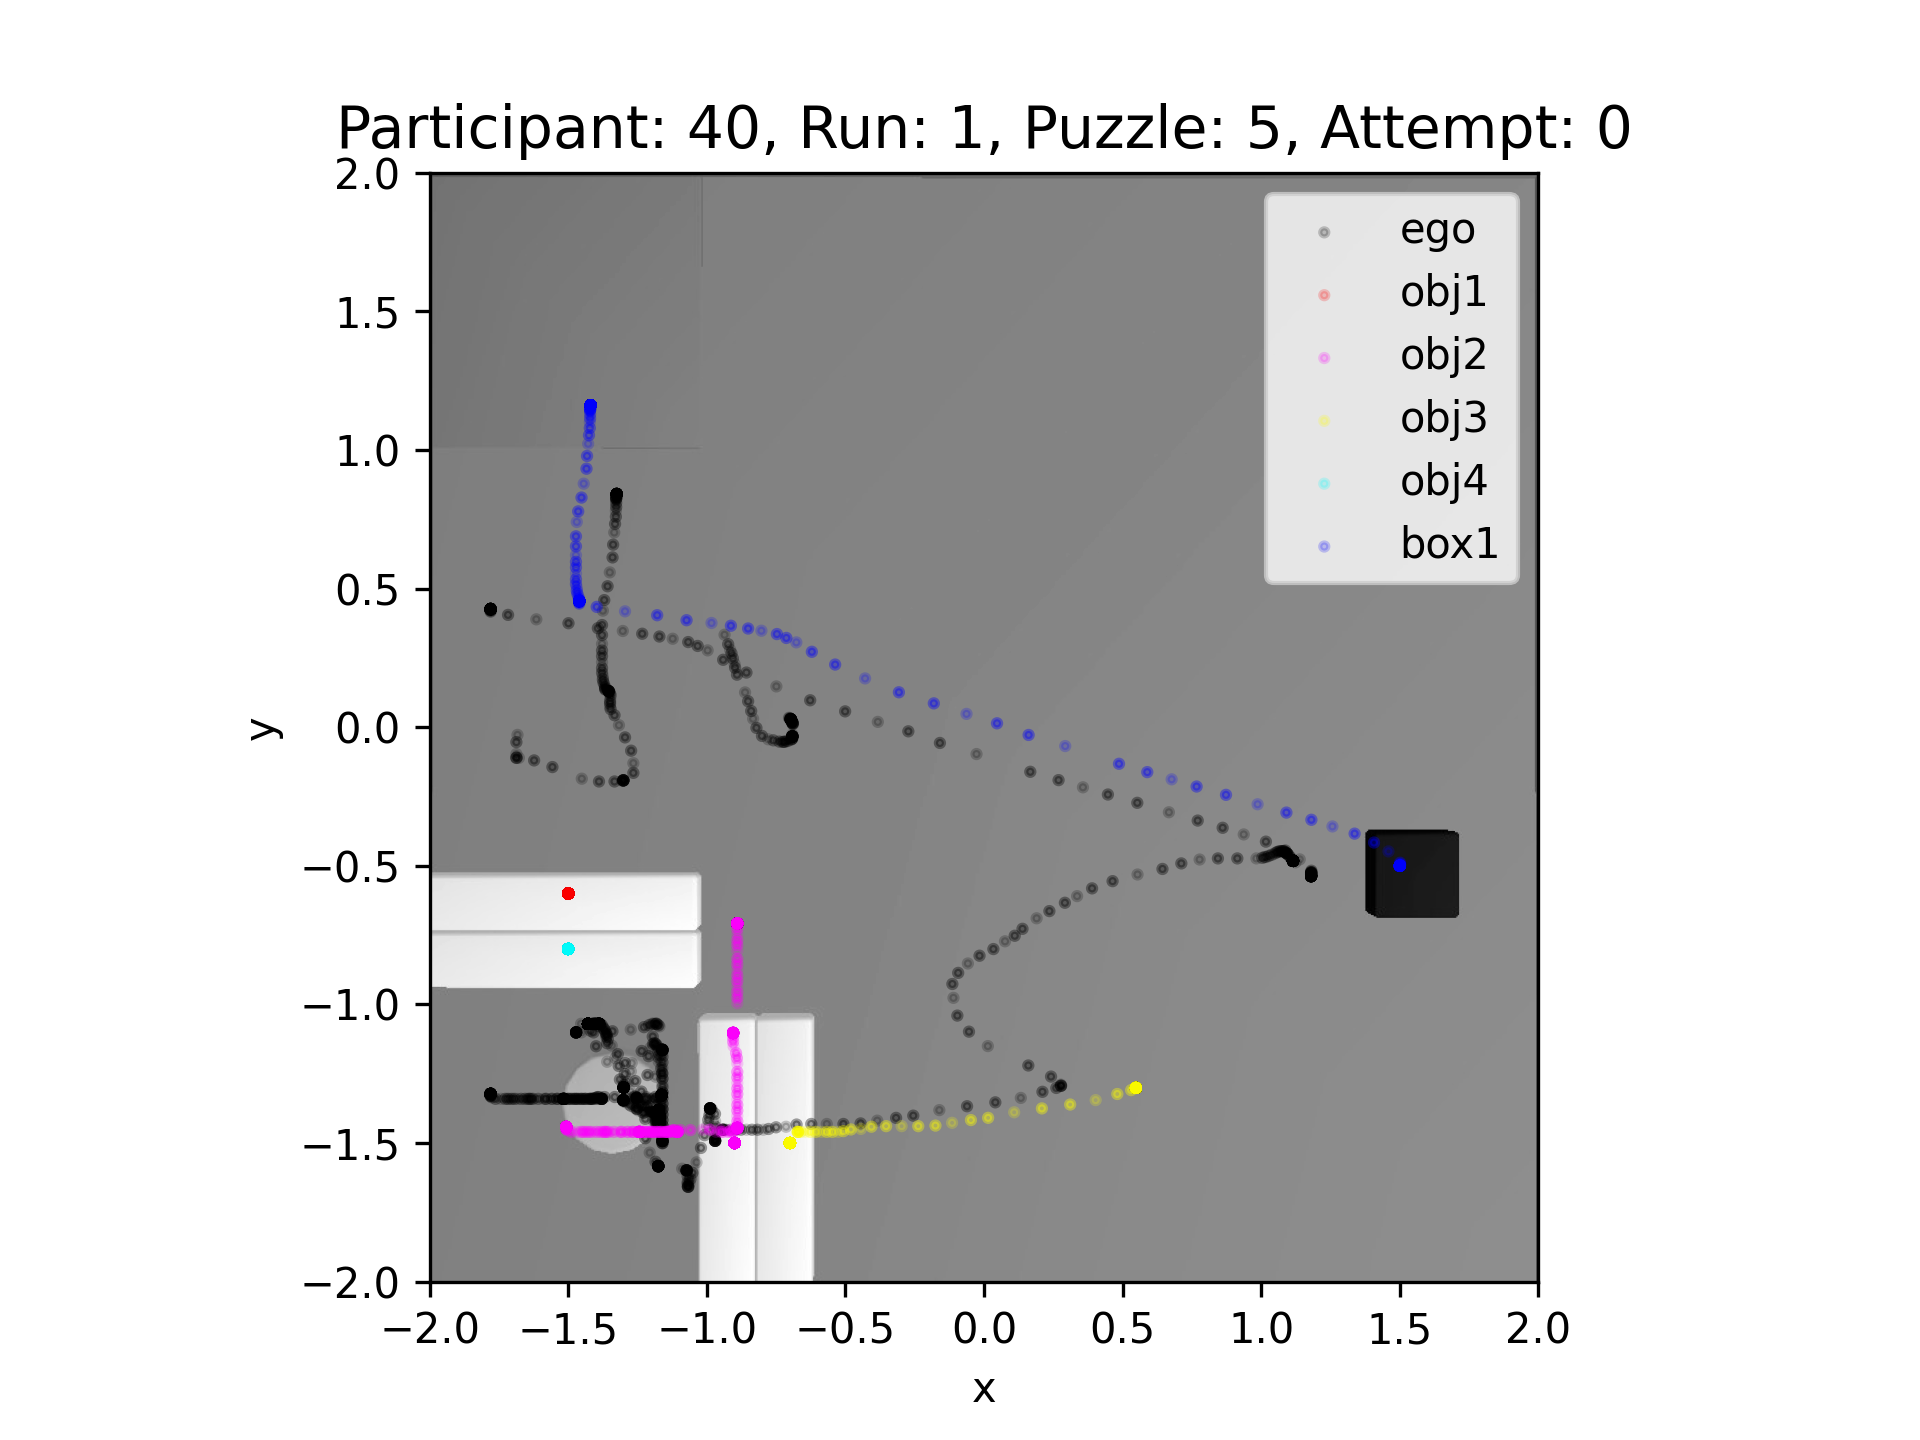 Participant: 40, Run: 1, Puzzle: 5, Attempt: 0
2.0
1.5
1.0
0.5
0.0
−0.5
−1.0
−1.5
−2.0
y
ego
obj1
obj2
obj3
obj4
box1
−2.0 −1.5 −1.0 −0.5 0.0 0.5 1.0 1.5 2.0
x